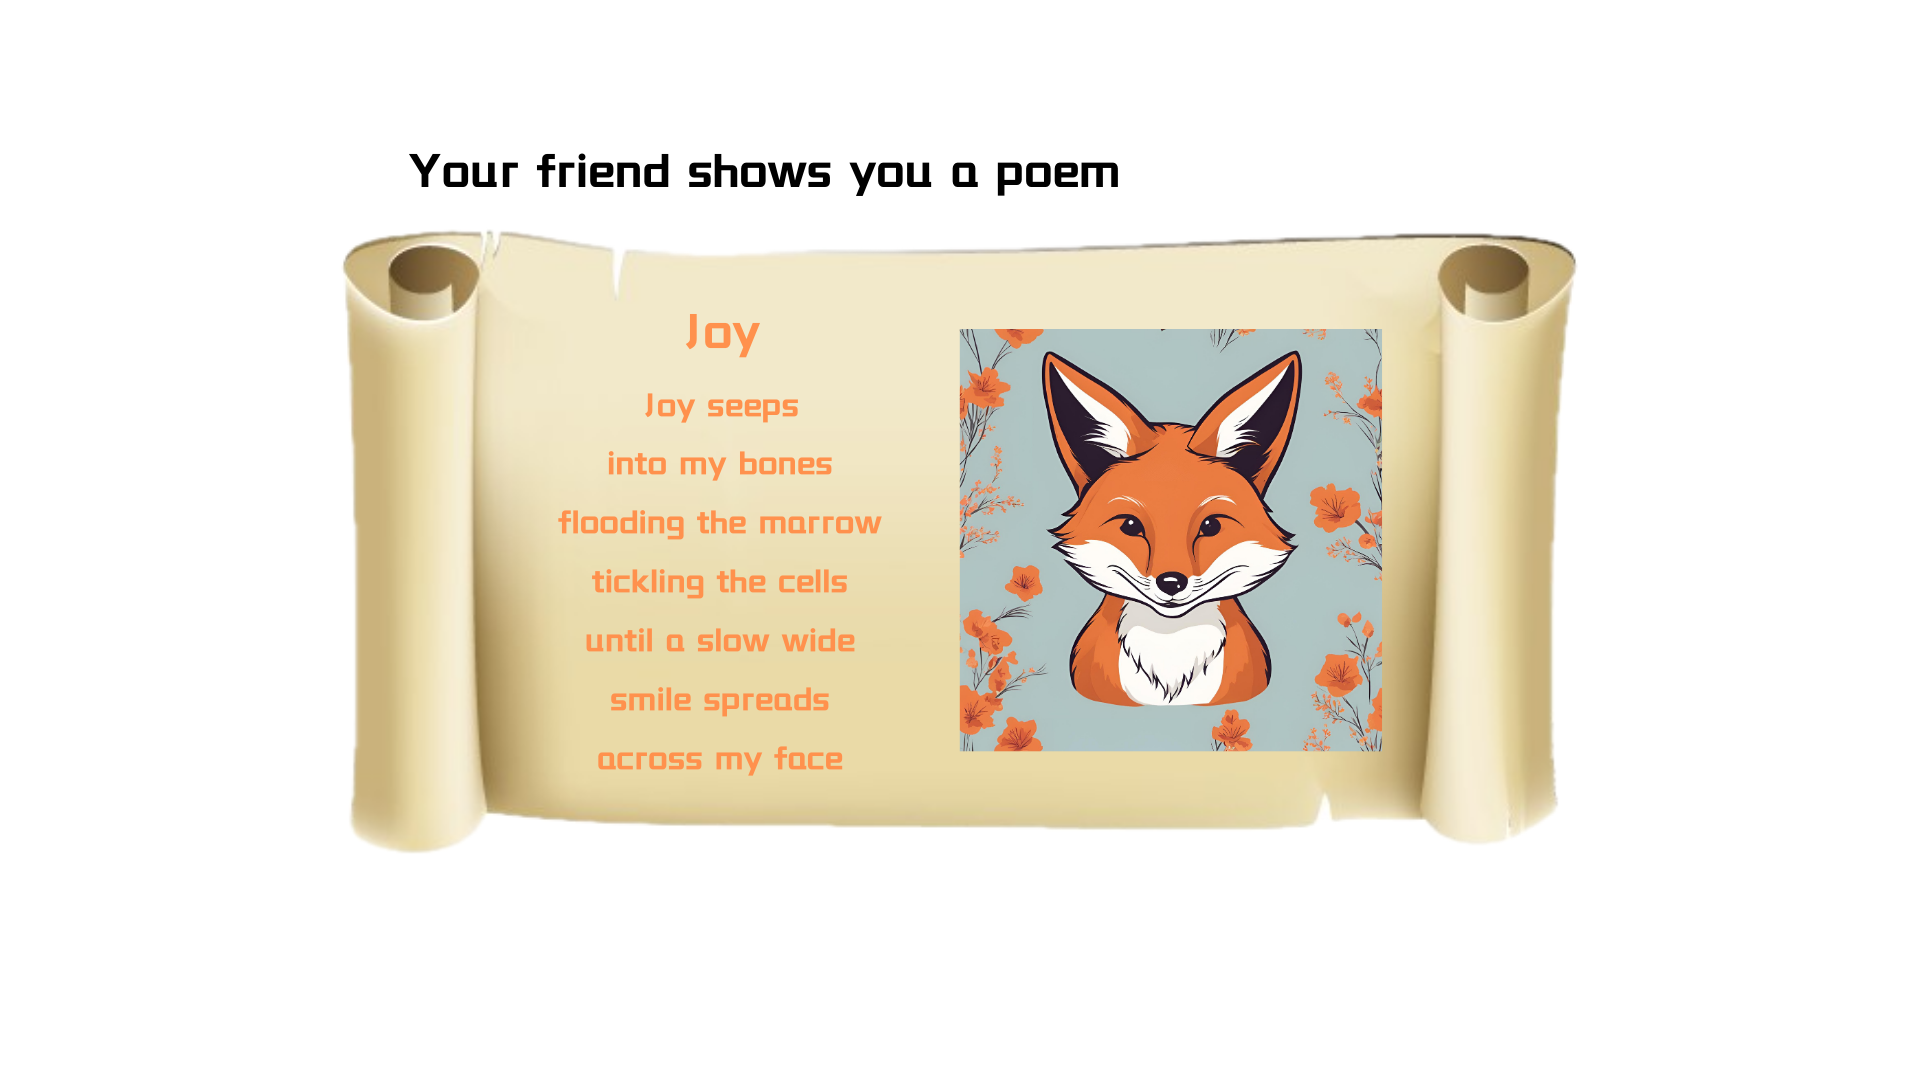 Your friend shows you a poem
Joy
Joy seeps
into my bones
flooding the marrow
tickling the cells
until a slow wide
smile spreads
across my face